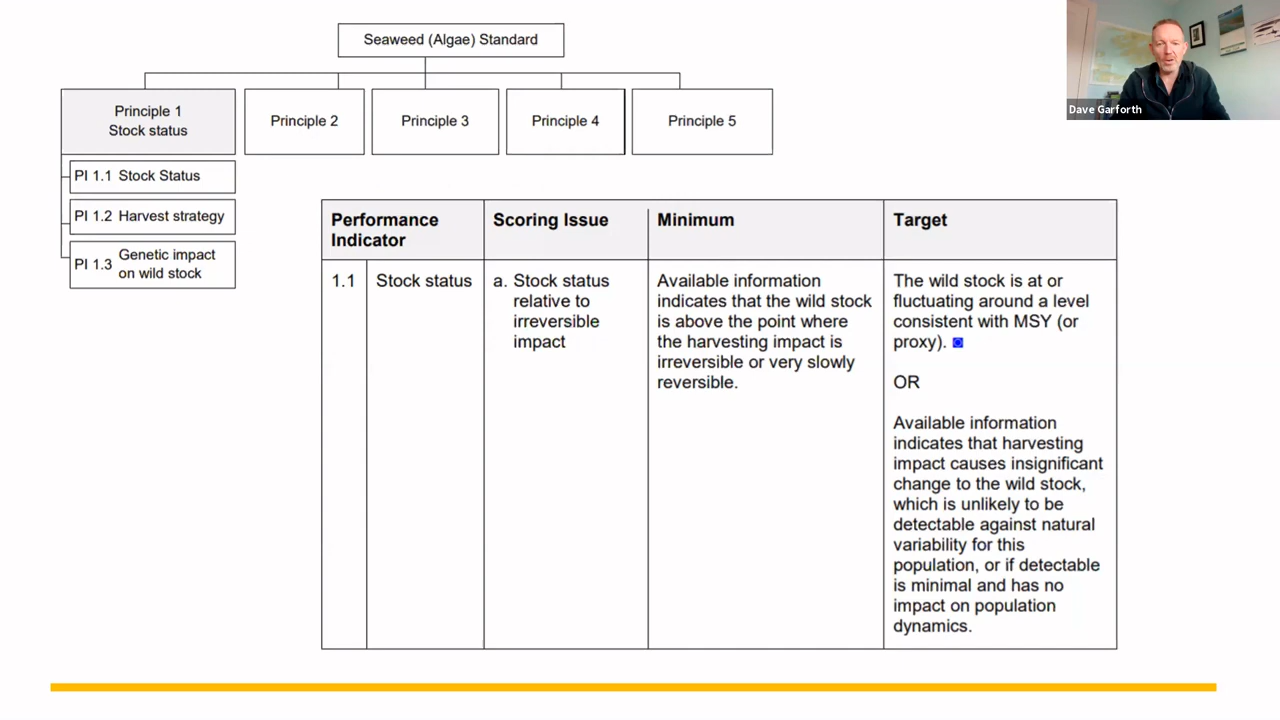 Seaweed (Algae) Standard
Principle 1
Stock status
Principle 2
Principle 3
Principle 4
Principle 5
PI 1.1 Stock Status
PI 1.2 Harvest strategy
PI 1.3 Genetic impact
on wild stock
Dave Garforth
Performance
Indicator
Scoring Issue
Minimum
Target
1.1
Stock status
a. Stock status
relative to
irreversible
impact
Available information
indicates that the wild stock
is above the point where
the harvesting impact is
irreversible or very slowly
reversible.
The wild stock is at or
fluctuating around a level
consistent with MSY (or
proxy).
OR
Available information
indicates that harvesting
impact causes insignificant
change to the wild stock,
which is unlikely to be
detectable against natural
variability for this
population, or if detectable
is minimal and has no
impact on population
dynamics.